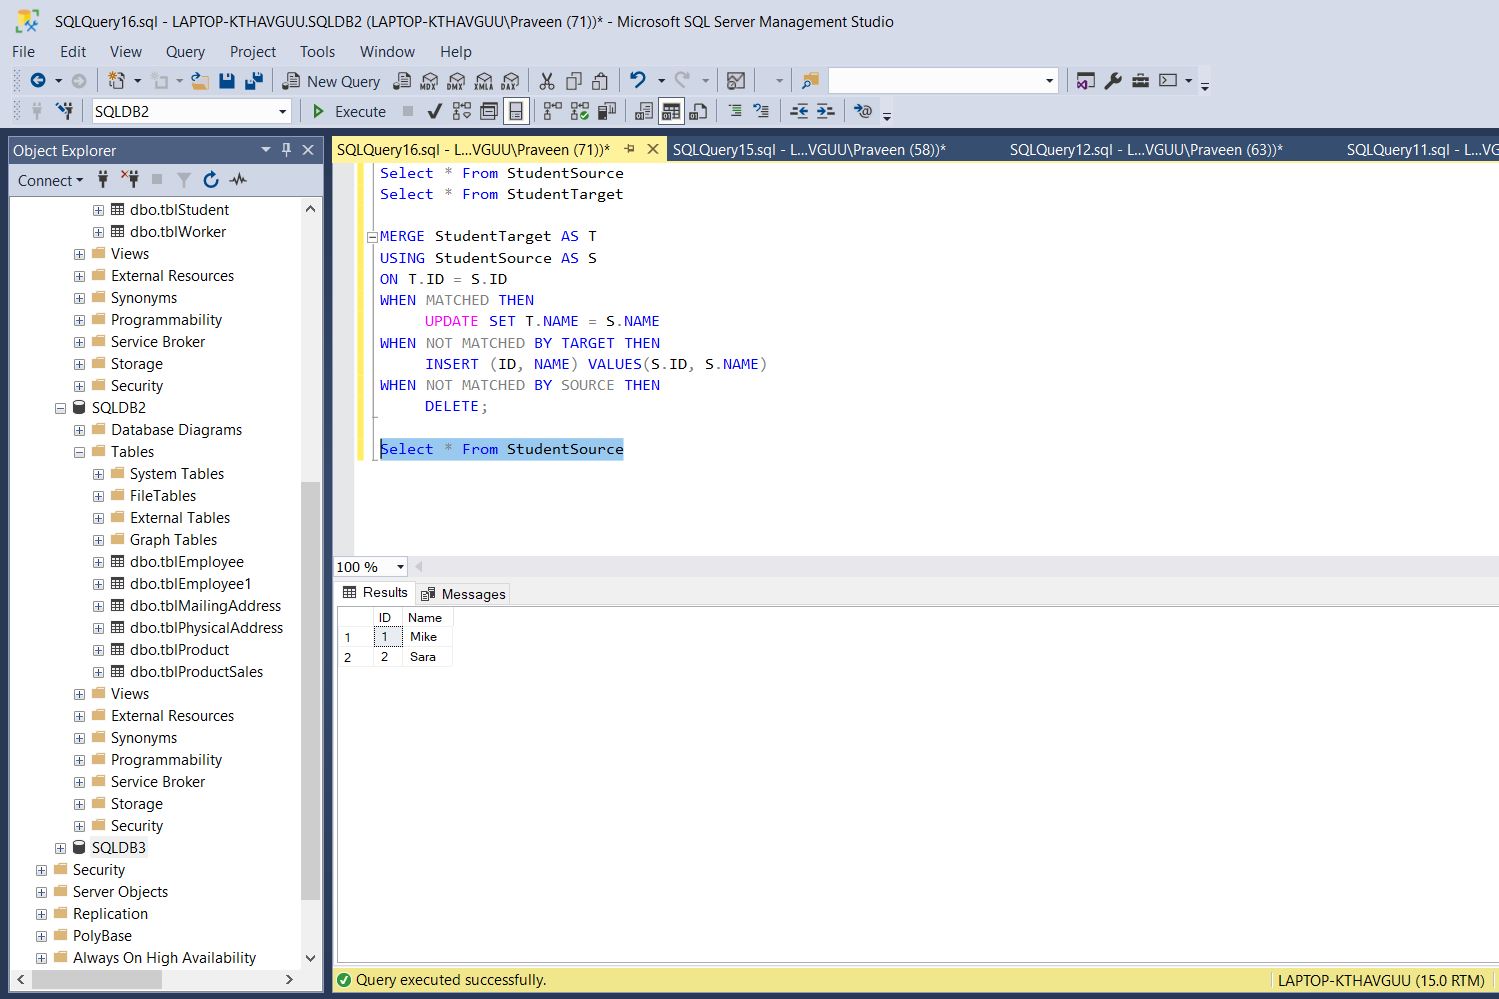 SQLQuery16.sql - LAPTOP-KTHAVGUU.SQLDB2 (LAPTOP-KTHAVGUU\Praveen (71))* - Microsoft SQL Server Management Studio
File Edit View Query Project Tools Window Help
New Query MDX DMX XMLA DAX
SQLDB2 Execute
Object Explorer
Connect
dbo.tblStudent
dbo.tblWorker
Views
External Resources
Synonyms
Programmability
Service Broker
Storage
Security
SQLDB2
Database Diagrams
Tables
System Tables
FileTables
External Tables
Graph Tables
dbo.tblEmployee
dbo.tblEmployee1
dbo.tblMailingAddress
dbo.tblPhysicalAddress
dbo.tblProduct
dbo.tblProductSales
Views
External Resources
Synonyms
Programmability
Service Broker
Storage
Security
SQLDB3
Security
Server Objects
Replication
PolyBase
Always On High Availability
SQLQuery16.sql - L...VGUU\Praveen (71))* SQLQuery15.sql - L...VGUU\Praveen (58))* SQLQuery12.sql - L...VGUU\Praveen (63))* SQLQuery11.sql - L...VG
Select * From StudentSource
Select * From StudentTarget
MERGE StudentTarget AS T
USING StudentSource AS S
ON T.ID = S.ID
WHEN MATCHED THEN
UPDATE SET T.NAME = S.NAME
WHEN NOT MATCHED BY TARGET THEN
INSERT (ID, NAME) VALUES(S.ID, S.NAME)
WHEN NOT MATCHED BY SOURCE THEN
DELETE;
Select * From StudentSource
100 %
Results Messages
ID Name
1 1 Mike
2 2 Sara
Query executed successfully. LAPTOP-KTHAVGUU (15.0 RTM)